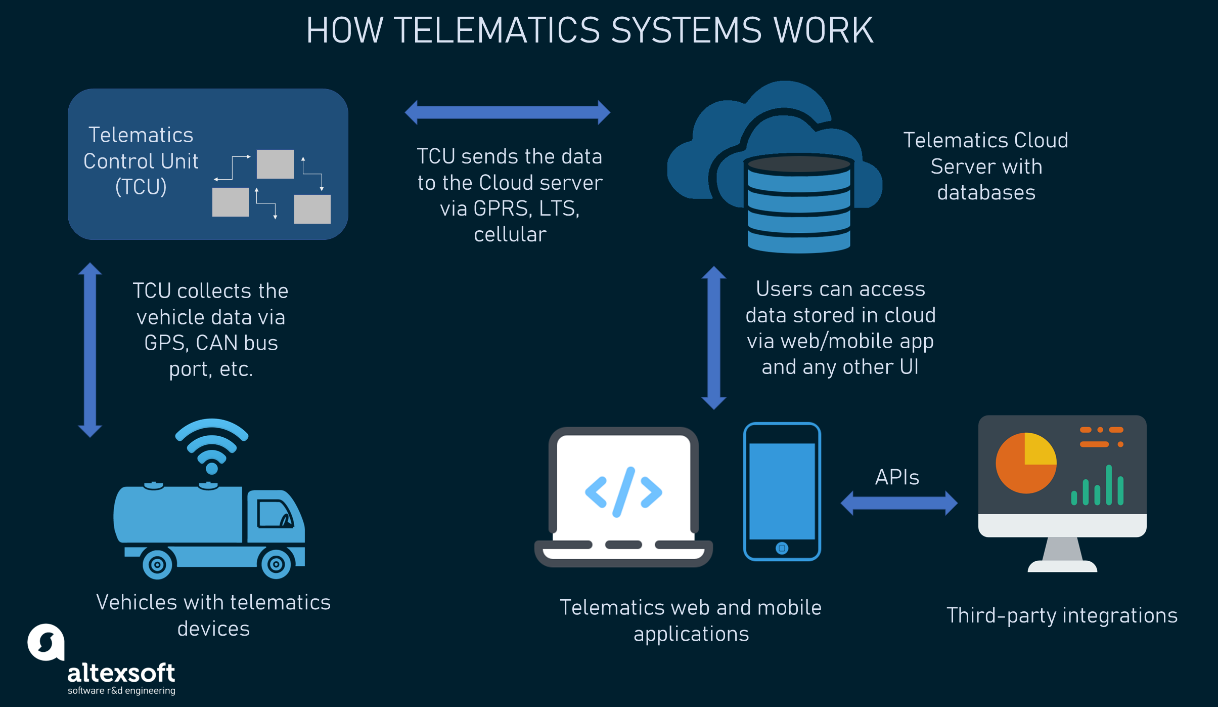 HOW TELEMATICS SYSTEMS WORK
Telematics
Control Unit
(TCU)
TCU sends the data
to the Cloud server
via GPRS, LTS,
cellular
Telematics Cloud
Server with
databases
TCU collects the
vehicle data via
GPS, CAN bus
port, etc.
Users can access
data stored in cloud
via web/mobile app
and any other UI
</>
APIs
Vehicles with telematics
devices
Telematics web and mobile
applications
Third-party integrations
altexsoft
software r&d engineering